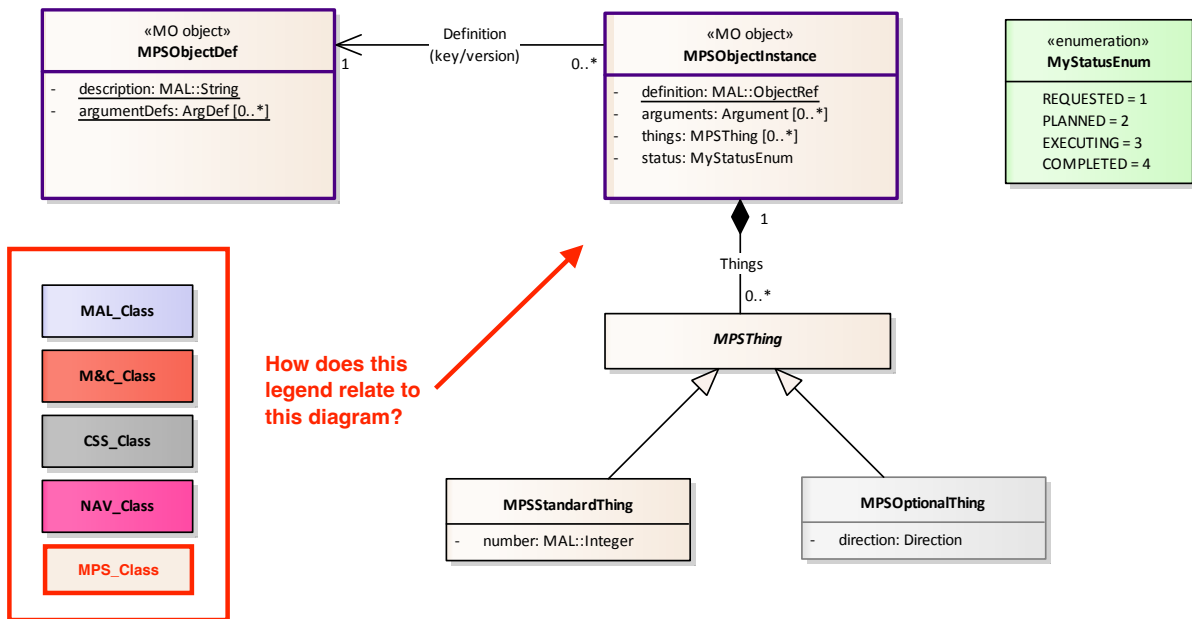 «MO object»
MPSObjectDef
- description: MAL::String
- argumentDefs: ArgDef [0..*]
1
Definition
(key/version)
0..*
«MO object»
MPSObjectInstance
- definition: MAL::ObjectRef
- arguments: Argument [0..*]
- things: MPSThing [0..*]
- status: MyStatusEnum
«enumeration»
MyStatusEnum
REQUESTED = 1
PLANNED = 2
EXECUTING = 3
COMPLETED = 4
1
Things
0..*
MPSThing
MAL_Class
M&C_Class
CSS_Class
NAV_Class
MPS_Class
How does this
legend relate to
this diagram?
MPSStandardThing
- number: MAL::Integer
MPSOptionalThing
- direction: Direction